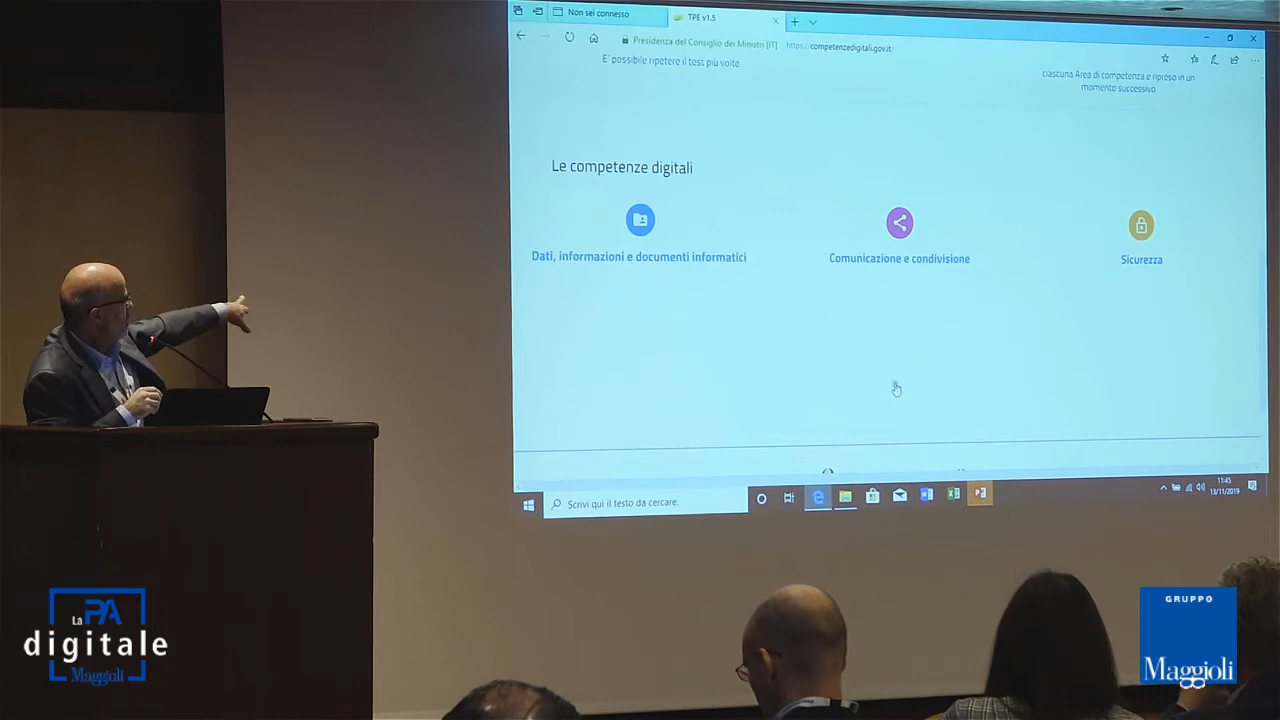 Non sei connesso
TPE v1.5
Presidenza del Consiglio dei Ministri [IT]
https://competenzedigitali.gov.it/
E' possibile ripetere il test più volte
ciascuna Area di competenza e ripreso in un
momento successivo.
Le competenze digitali
Dati, informazioni e documenti informatici
Comunicazione e condivisione
Sicurezza
Scrivi qui il testo da cercare.
11:45
13/11/2019
La PA
digitale
Maggioli
GRUPPO
Maggioli